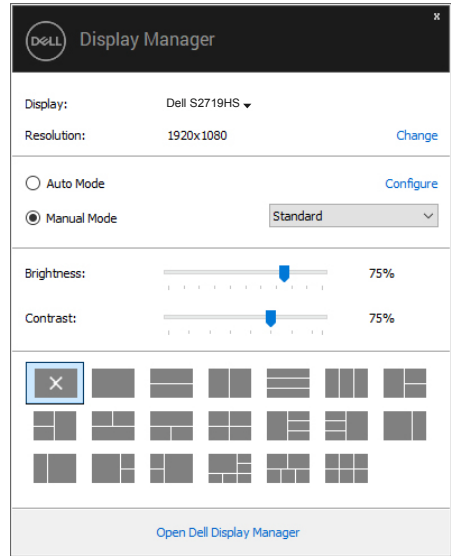 x
DELL Display Manager
Display: Dell S2719HS
Resolution: 1920x1080 Change
Auto Mode Configure
Manual Mode Standard
Brightness: 75%
Contrast: 75%
Open Dell Display Manager